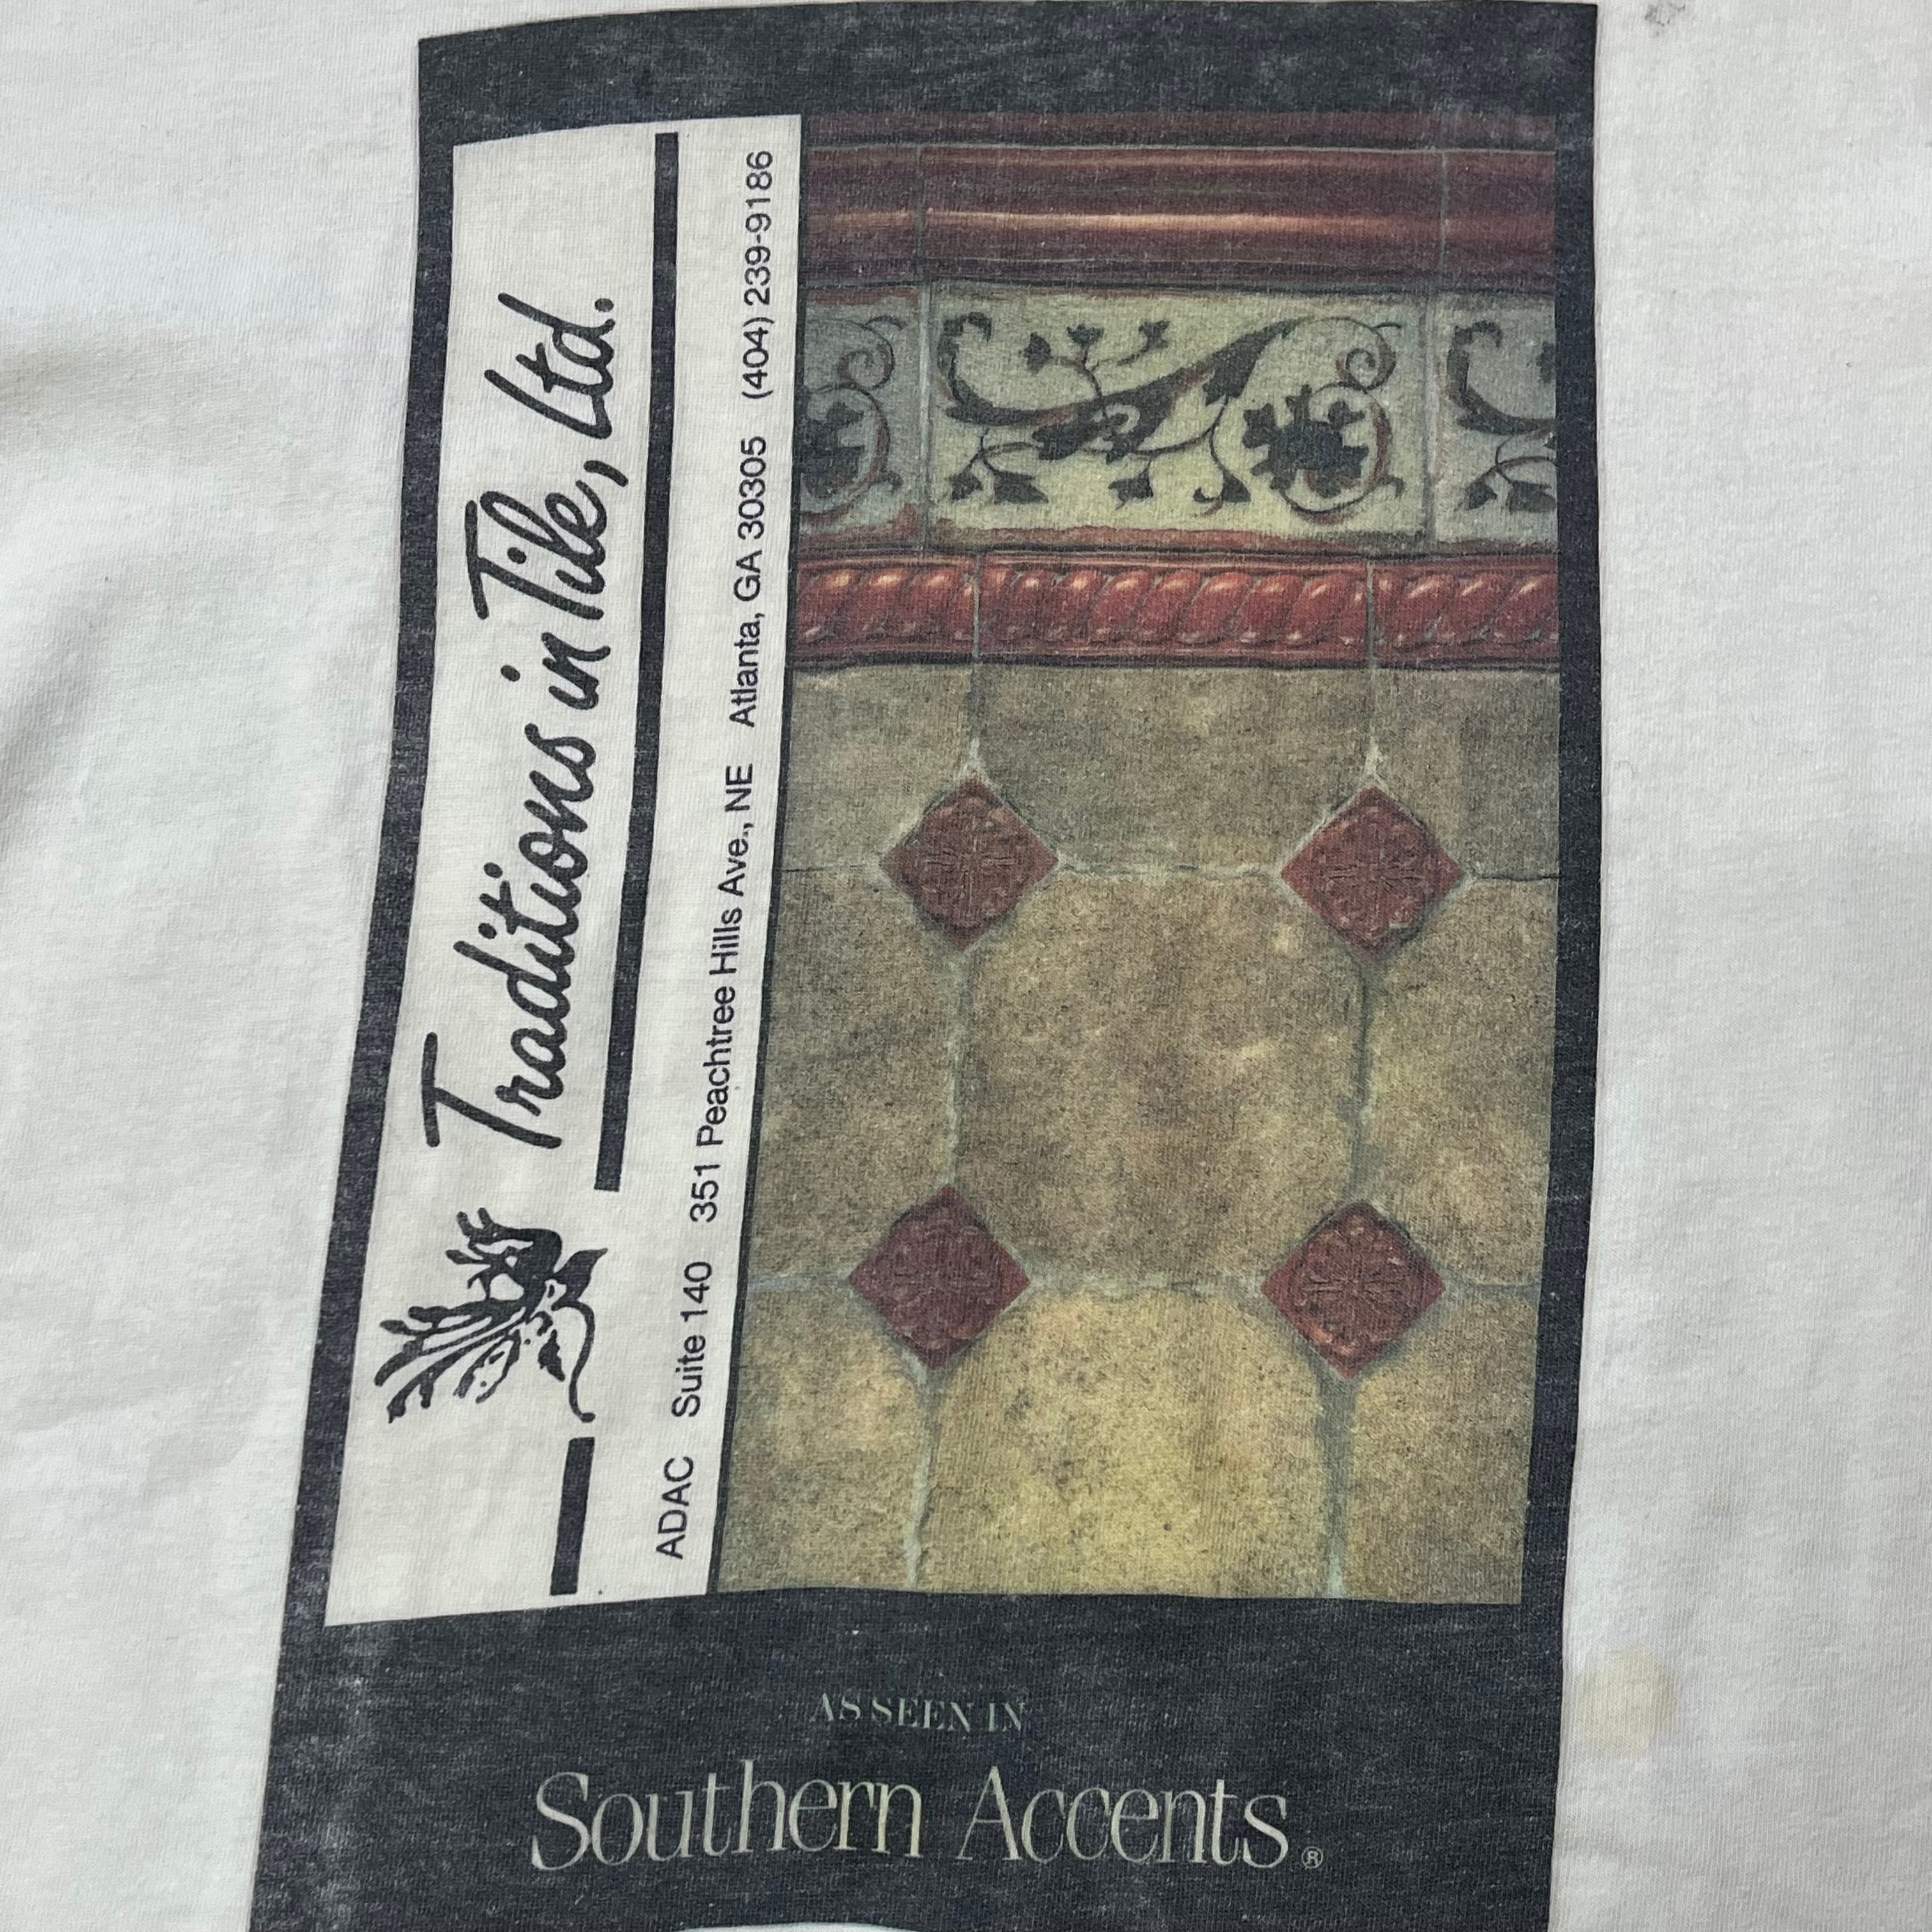 Traditions in Tile, Ltd.
ADAC Suite 140 351 Peachtree Hills Ave., NE Atlanta, GA 30305 (404) 239-9186
AS SEEN IN
Southern Accents®